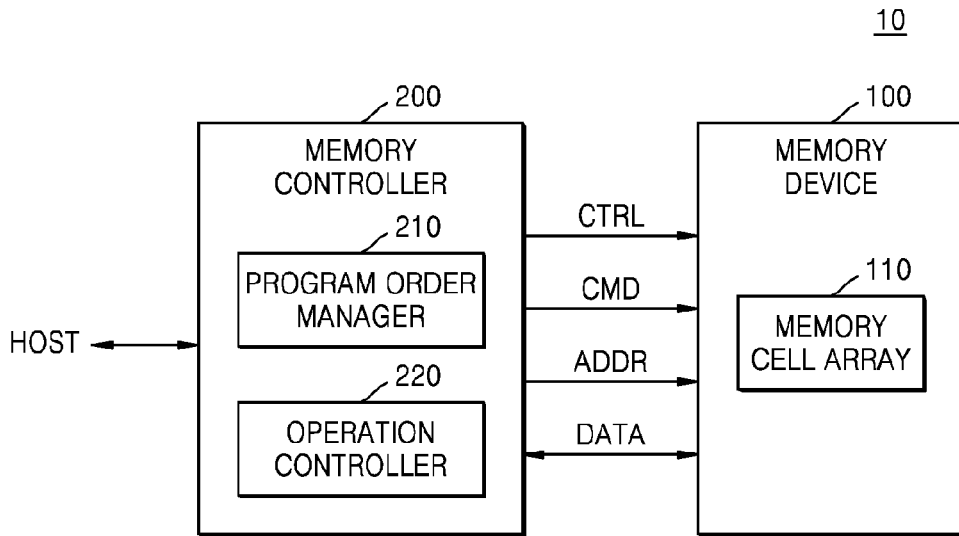 10
200
100
MEMORY
CONTROLLER
MEMORY
DEVICE
210
PROGRAM ORDER
MANAGER
CTRL
CMD
110
MEMORY
CELL ARRAY
HOST
ADDR
220
OPERATION
CONTROLLER
DATA